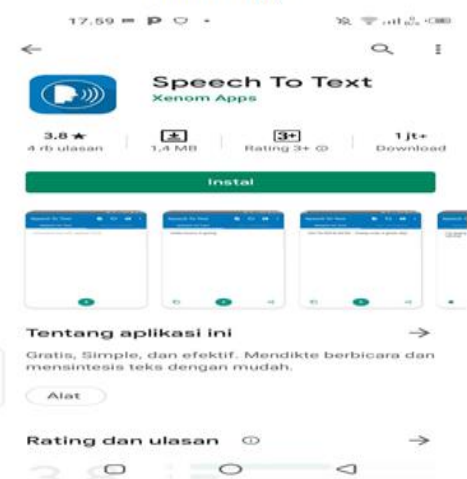 17.59
Speech To Text
Xenom Apps
3,8 ★
4 rb ulasan
1,4 MB
3+
Rating 3+
1 jt+
Download
Instal
Tentang aplikasi ini
Gratis, Simple, dan efektif. Mendikte berbicara dan
mensintesis teks dengan mudah.
Alat
Rating dan ulasan